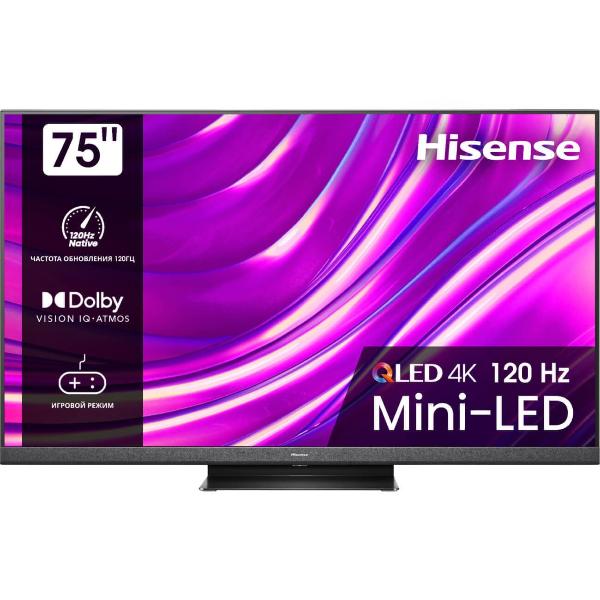 75"
Hisense
120Hz
Native
ЧАСТОТА ОБНОВЛЕНИЯ 120ГЦ
Dolby
VISION IQ·ATMOS
ИГРОВОЙ РЕЖИМ
QLED 4K 120 Hz
Mini-LED
Hisense